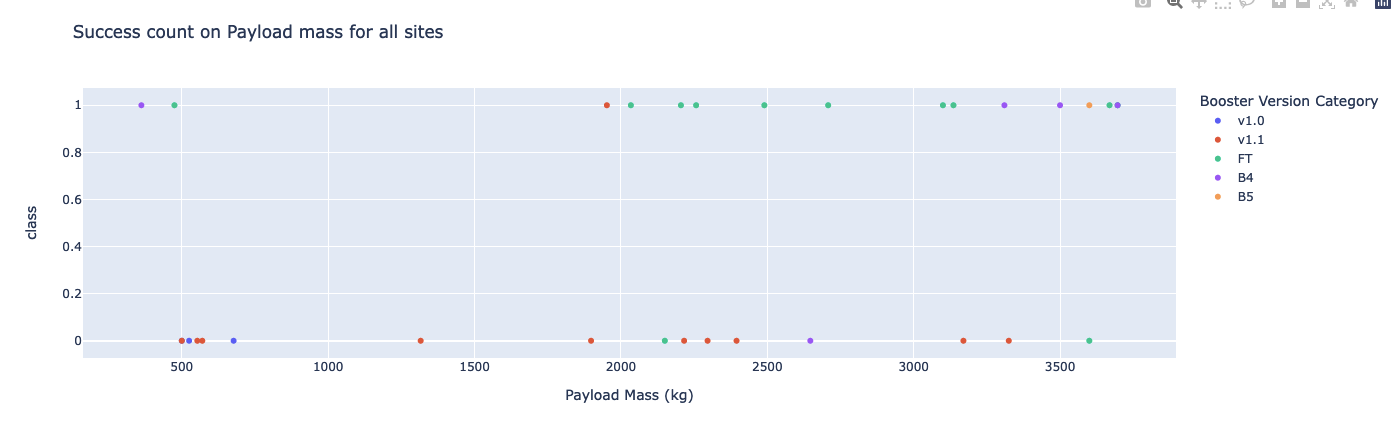 Success count on Payload mass for all sites
Booster Version Category
v1.0
v1.1
FT
B4
B5
class
1
0.8
0.6
0.4
0.2
0
500 1000 1500 2000 2500 3000 3500
Payload Mass (kg)